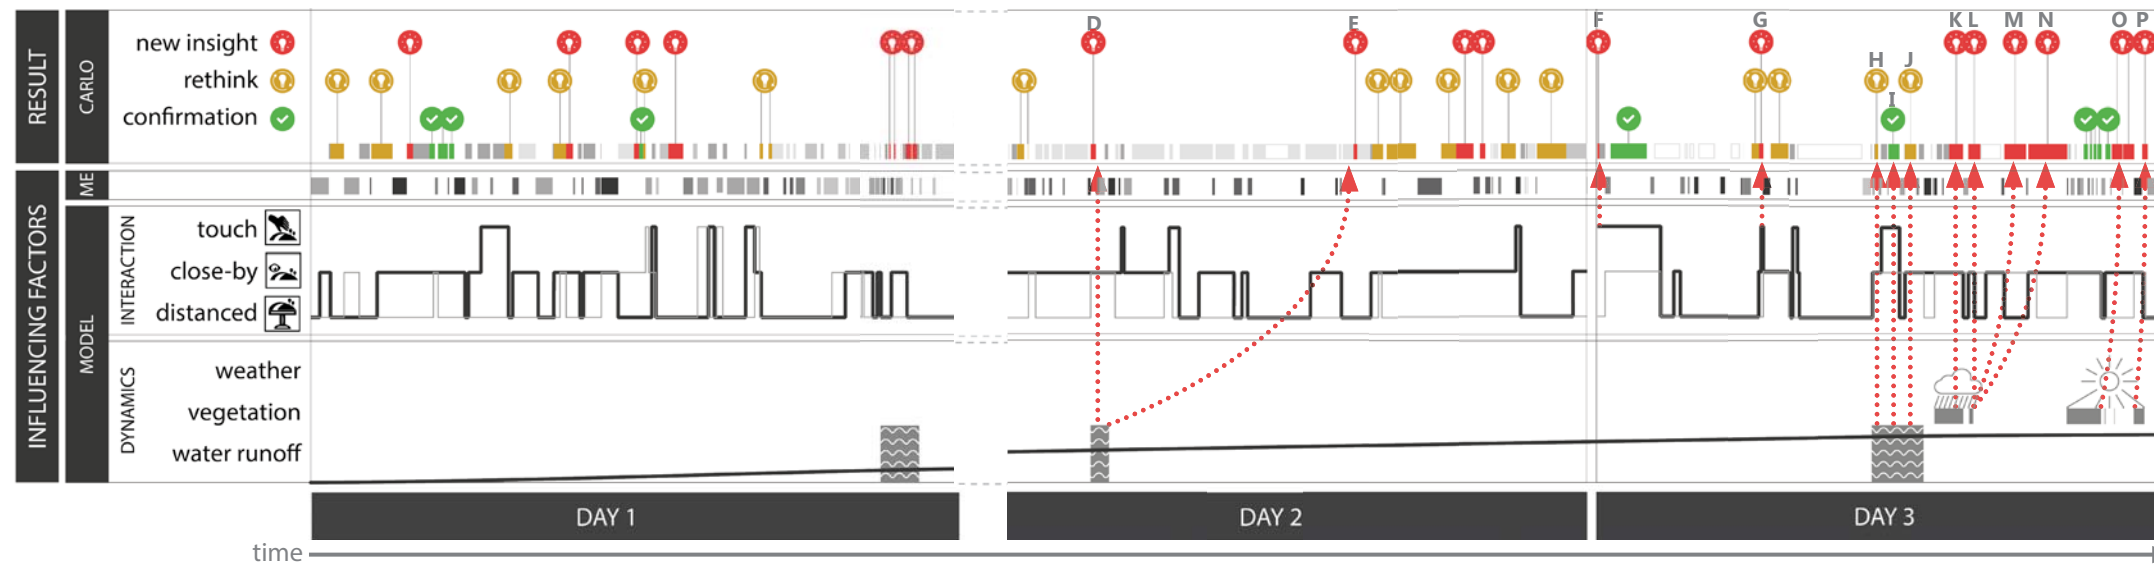 D E F G K L M N O P
H J
I
RESULT
CARLO
new insight
rethink
confirmation
INFLUENCING FACTORS
ME
MODEL
INTERACTION
touch
close-by
distanced
DYNAMICS
weather
vegetation
water runoff
DAY 1 DAY 2 DAY 3
time